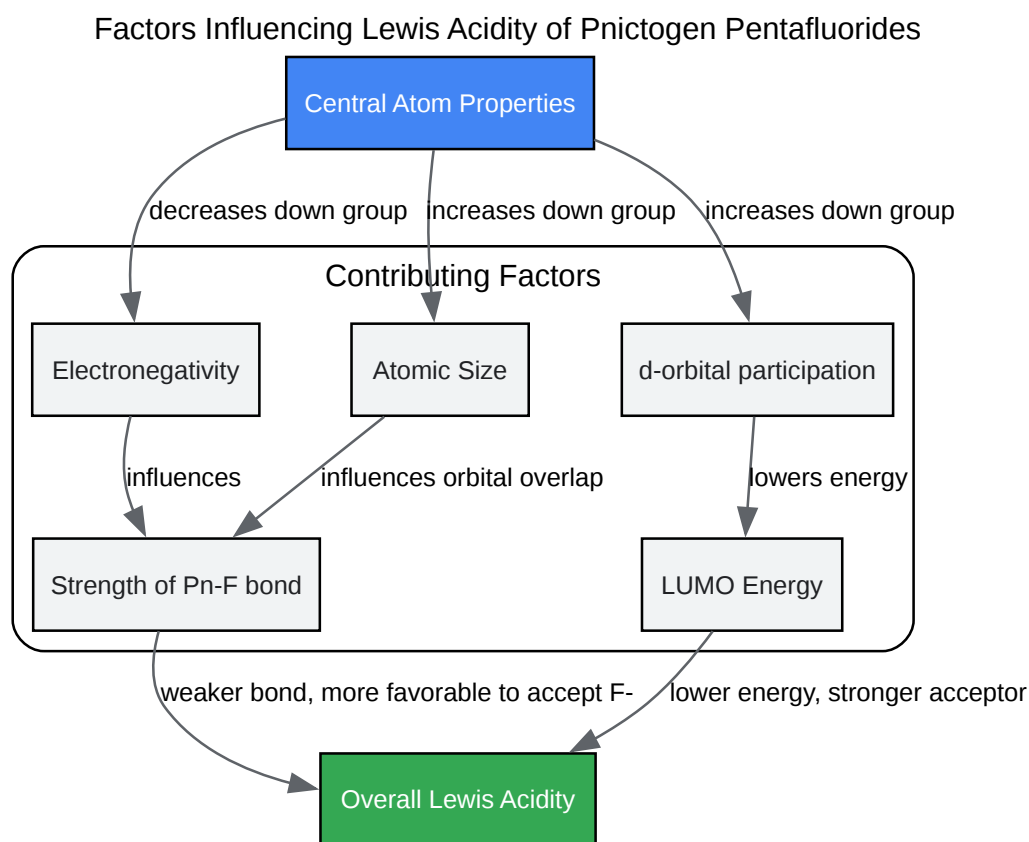 Factors Influencing Lewis Acidity of Pnictogen Pentafluorides
Central Atom Properties
decreases down group
increases down group
increases down group
Contributing Factors
Electronegativity
Atomic Size
d-orbital participation
influences
influences orbital overlap
lowers energy
Strength of Pn-F bond
LUMO Energy
weaker bond, more favorable to accept F-
lower energy, stronger acceptor
Overall Lewis Acidity